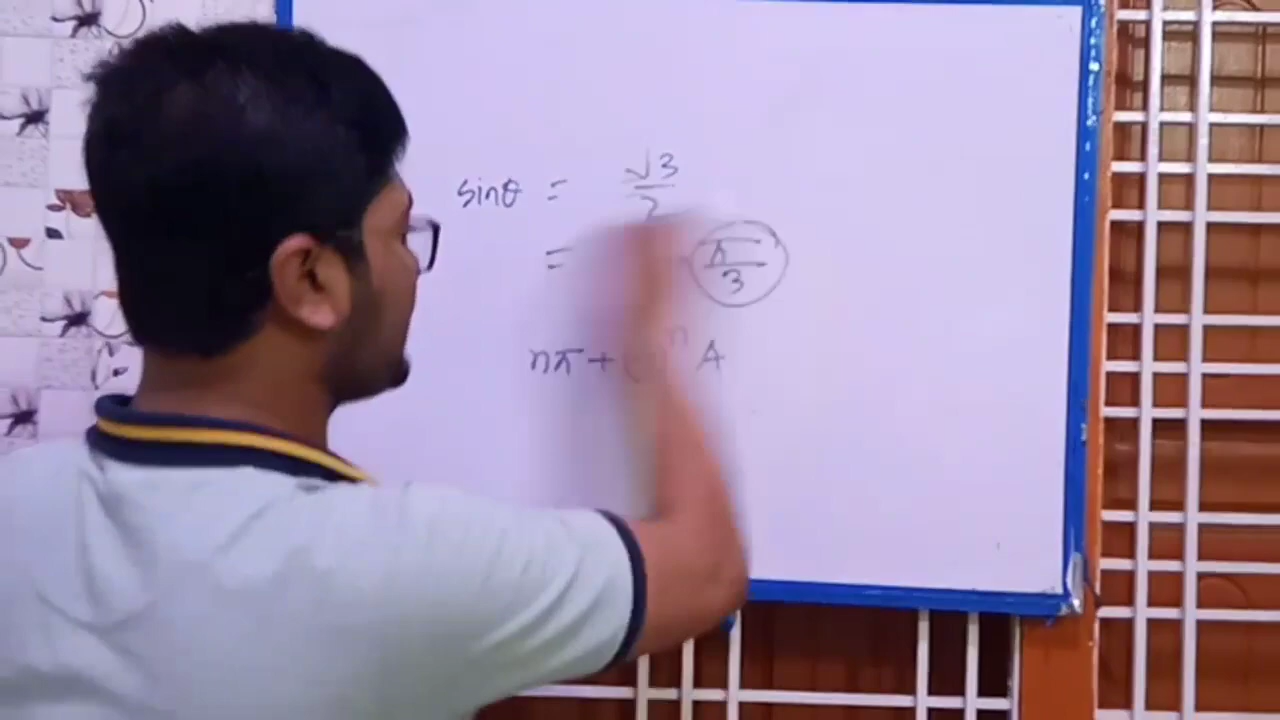 sinθ = √3/2
= π/3
nπ + ( n A